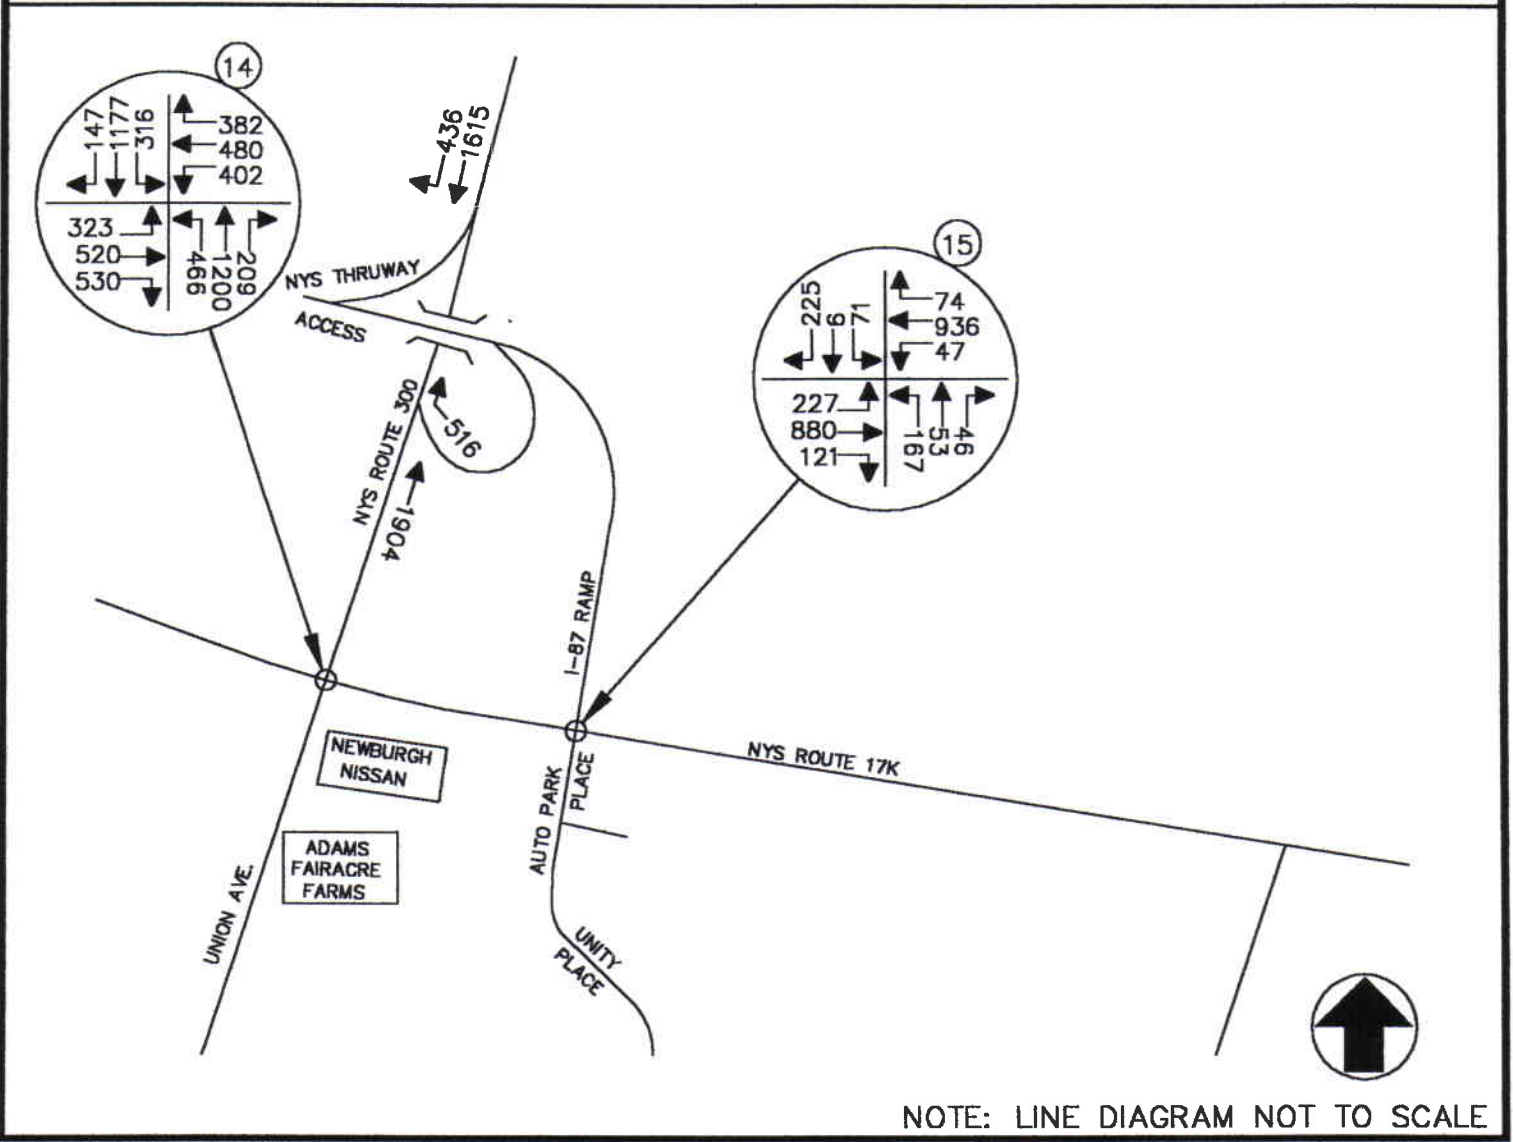 14
147
1177
316
382
480
402
323
520
530
466
1200
209
436
1615
NYS THRUWAY
ACCESS
516
NYS ROUTE 300
1904
15
225
6
71
74
936
47
227
880
121
167
53
46
I-87 RAMP
NEWBURGH
NISSAN
NYS ROUTE 17K
AUTO PARK
PLACE
ADAMS
FAIRACRE
FARMS
UNION AVE.
UNITY
PLACE
NOTE: LINE DIAGRAM NOT TO SCALE